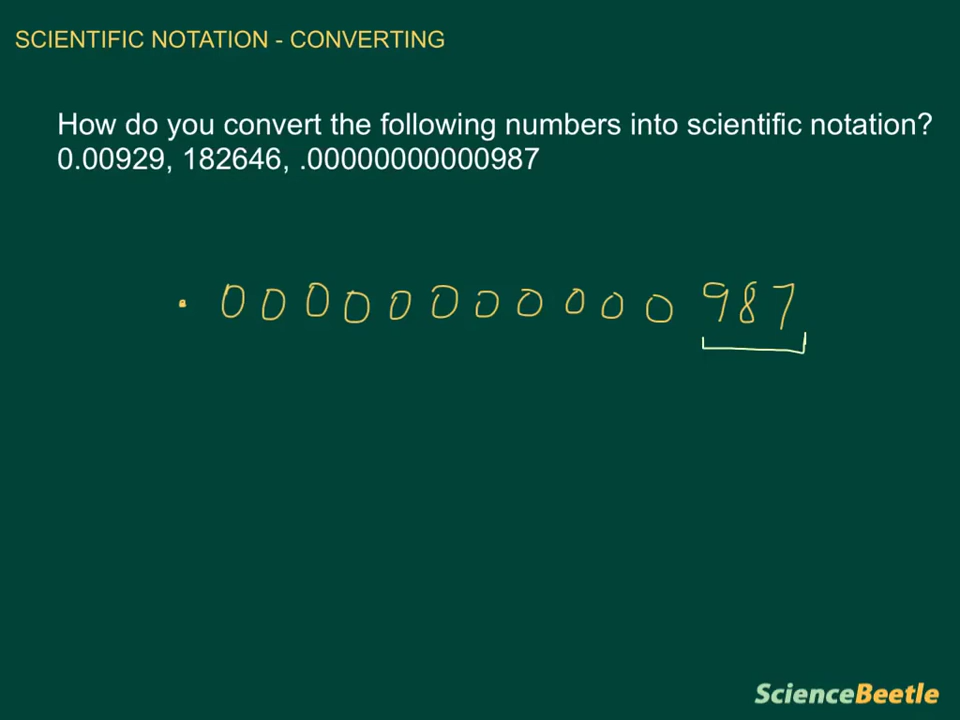 SCIENTIFIC NOTATION - CONVERTING
How do you convert the following numbers into scientific notation?
0.00929, 182646, .00000000000987
.00000000000987
ScienceBeetle